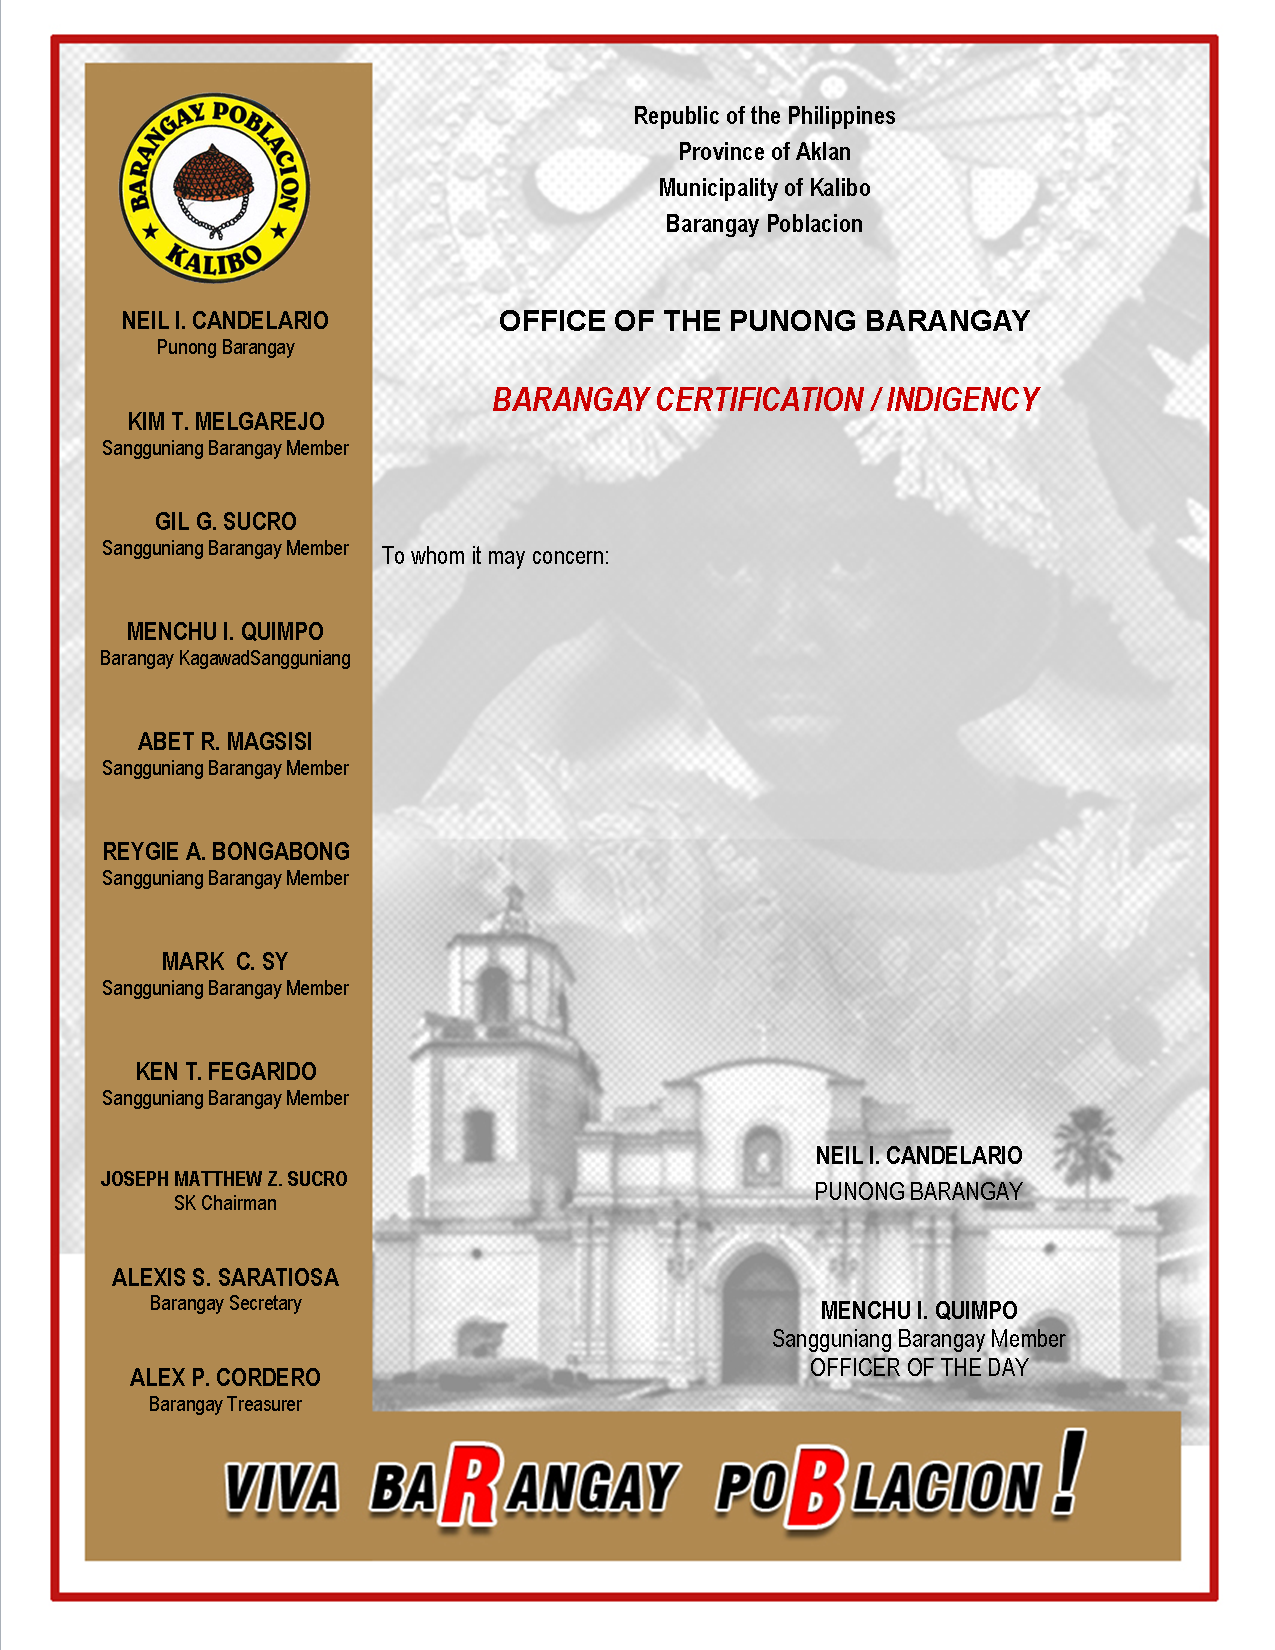 BARANGAY POBLACION
KALIBO
NEIL I. CANDELARIO
Punong Barangay
KIM T. MELGAREJO
Sangguniang Barangay Member
GIL G. SUCRO
Sangguniang Barangay Member
MENCHU I. QUIMPO
Barangay KagawadSangguniang
ABET R. MAGSISI
Sangguniang Barangay Member
REYGIE A. BONGABONG
Sangguniang Barangay Member
MARK C. SY
Sangguniang Barangay Member
KEN T. FEGARIDO
Sangguniang Barangay Member
JOSEPH MATTHEW Z. SUCRO
SK Chairman
ALEXIS S. SARATIOSA
Barangay Secretary
ALEX P. CORDERO
Barangay Treasurer
Republic of the Philippines
Province of Aklan
Municipality of Kalibo
Barangay Poblacion
OFFICE OF THE PUNONG BARANGAY
BARANGAY CERTIFICATION / INDIGENCY
To whom it may concern:
NEIL I. CANDELARIO
PUNONG BARANGAY
MENCHU I. QUIMPO
Sangguniang Barangay Member
OFFICER OF THE DAY
VIVA BARANGAY POBLACION!